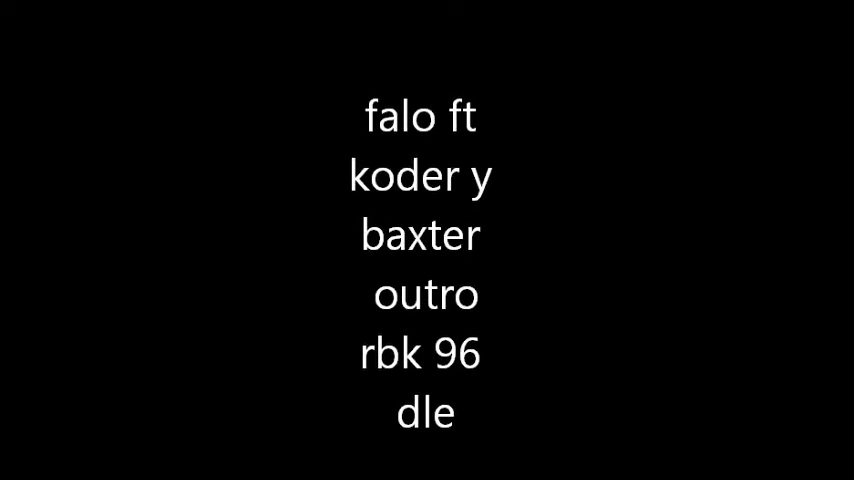 falo ft
koder y
baxter
outro
rbk 96
dle